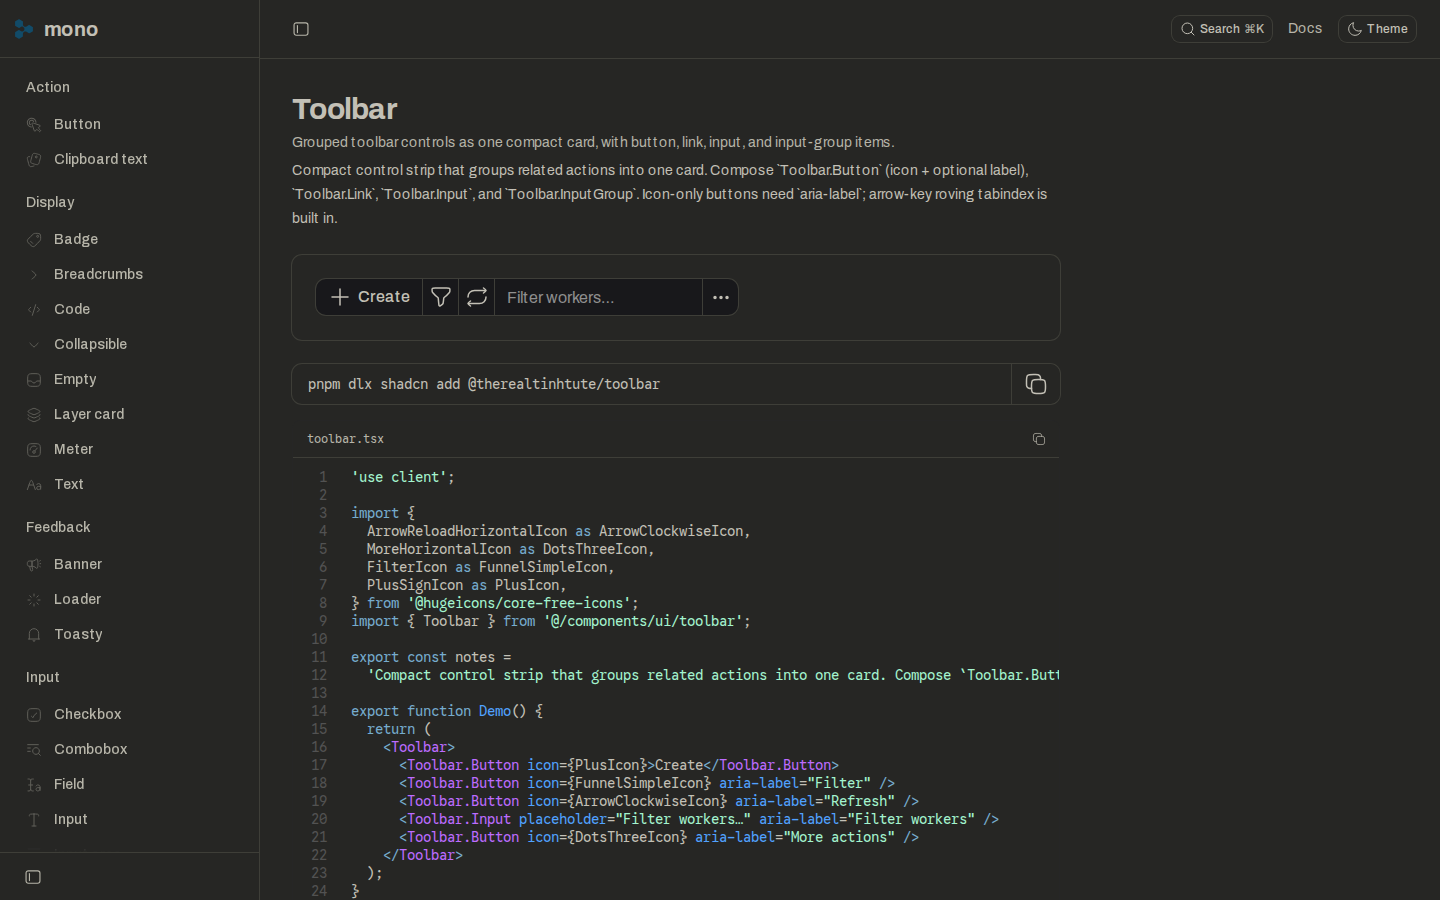 mono
Search ⌘K
Docs
Theme
Action
Button
Clipboard text
Display
Badge
Breadcrumbs
Code
Collapsible
Empty
Layer card
Meter
Text
Feedback
Banner
Loader
Toasty
Input
Checkbox
Combobox
Field
Input
Toolbar
Grouped toolbar controls as one compact card, with button, link, input, and input-group items.
Compact control strip that groups related actions into one card. Compose `Toolbar.Button` (icon + optional label),
`Toolbar.Link`, `Toolbar.Input`, and `Toolbar.InputGroup`. Icon-only buttons need `aria-label`; arrow-key roving tabindex is
built in.
Create
Filter workers...
pnpm dlx shadcn add @therealtinhtute/toolbar
toolbar.tsx
1 'use client';
2
3 import {
4   ArrowReloadHorizontalIcon as ArrowClockwiseIcon,
5   MoreHorizontalIcon as DotsThreeIcon,
6   FilterIcon as FunnelSimpleIcon,
7   PlusSignIcon as PlusIcon,
8 } from '@hugeicons/core-free-icons';
9 import { Toolbar } from '@/components/ui/toolbar';
10
11 export const notes =
12   'Compact control strip that groups related actions into one card. Compose `Toolbar.Butt
13
14 export function Demo() {
15   return (
16     <Toolbar>
17       <Toolbar.Button icon={PlusIcon}>Create</Toolbar.Button>
18       <Toolbar.Button icon={FunnelSimpleIcon} aria-label="Filter" />
19       <Toolbar.Button icon={ArrowClockwiseIcon} aria-label="Refresh" />
20       <Toolbar.Input placeholder="Filter workers…" aria-label="Filter workers" />
21       <Toolbar.Button icon={DotsThreeIcon} aria-label="More actions" />
22     </Toolbar>
23   );
24 }